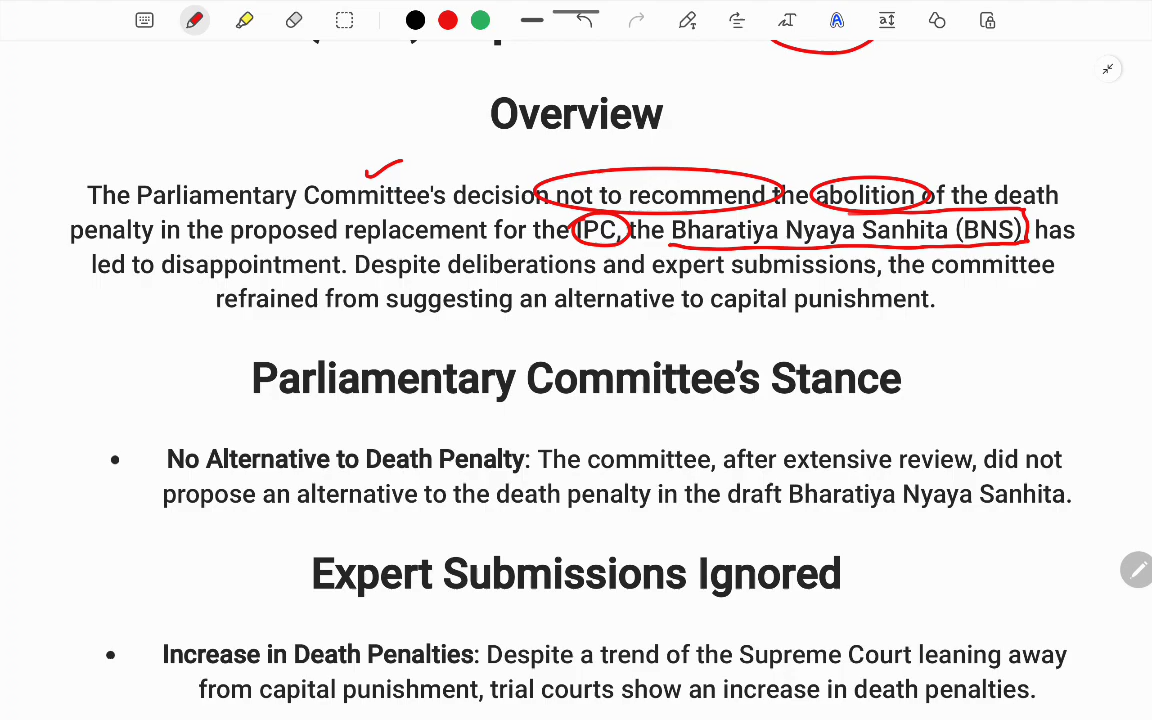 Overview
The Parliamentary Committee's decision not to recommend the abolition of the death
penalty in the proposed replacement for the IPC, the Bharatiya Nyaya Sanhita (BNS), has
led to disappointment. Despite deliberations and expert submissions, the committee
refrained from suggesting an alternative to capital punishment.
Parliamentary Committee’s Stance
• No Alternative to Death Penalty: The committee, after extensive review, did not
propose an alternative to the death penalty in the draft Bharatiya Nyaya Sanhita.
Expert Submissions Ignored
• Increase in Death Penalties: Despite a trend of the Supreme Court leaning away
from capital punishment, trial courts show an increase in death penalties.